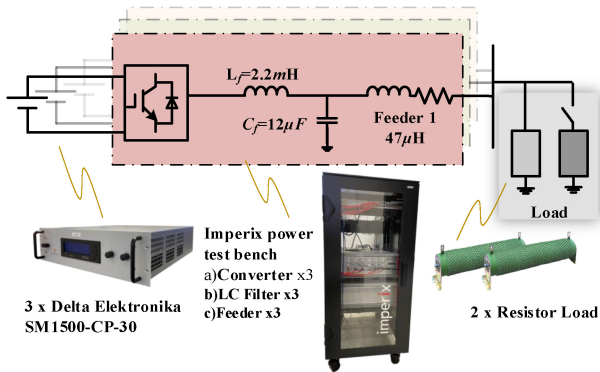 L_f=2.2mH
C_f=12μF
Feeder 1
47μH
Load
Imperix power
test bench
a)Converter x3
b)LC Filter x3
c)Feeder x3
imperix
3 x Delta Elektronika
SM1500-CP-30
2 x Resistor Load